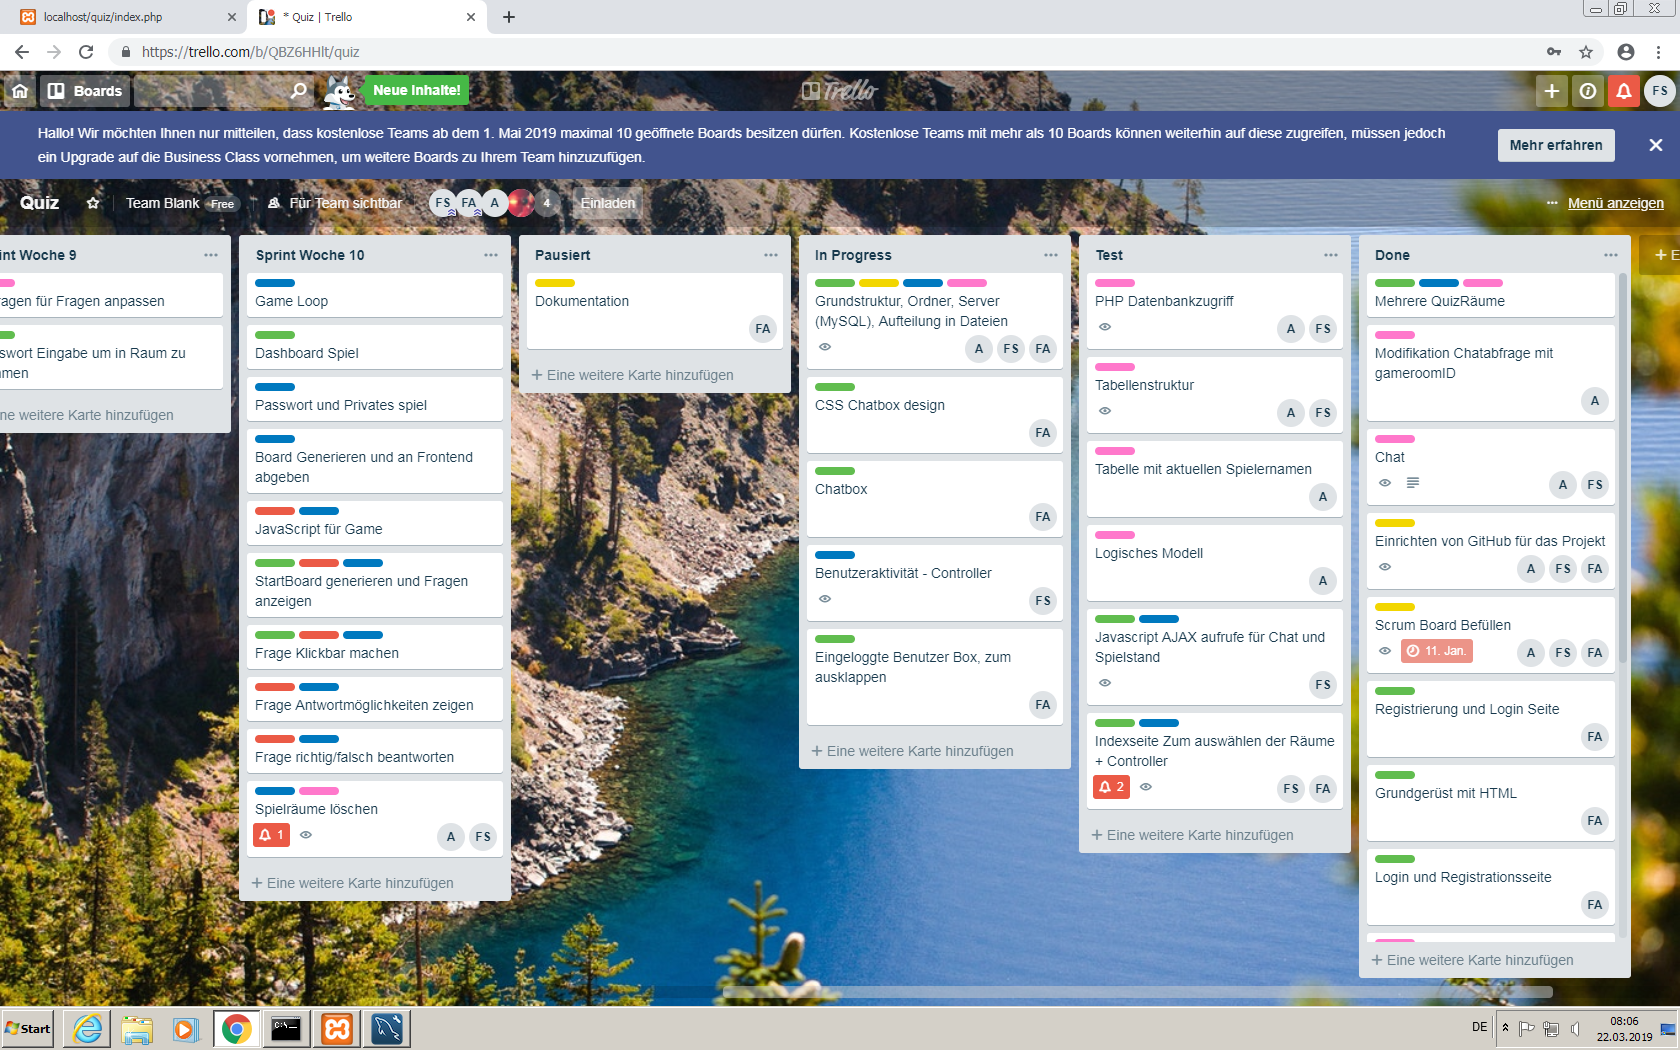 localhost/quiz/index.php
* Quiz | Trello
https://trello.com/b/QBZ6HHlt/quiz
Boards
Neue Inhalte!
Trello
FS
Hallo! Wir möchten Ihnen nur mitteilen, dass kostenlose Teams ab dem 1. Mai 2019 maximal 10 geöffnete Boards besitzen dürfen. Kostenlose Teams mit mehr als 10 Boards können weiterhin auf diese zugreifen, müssen jedoch
ein Upgrade auf die Business Class vornehmen, um weitere Boards zu Ihrem Team hinzuzufügen.
Mehr erfahren
Quiz
Team Blank Free
Für Team sichtbar
FS FA A 4
Einladen
Menü anzeigen
int Woche 9
ragen für Fragen anpassen
swort Eingabe um in Raum zu
men
ne weitere Karte hinzufügen
Sprint Woche 10
Game Loop
Dashboard Spiel
Passwort und Privates spiel
Board Generieren und an Frontend
abgeben
JavaScript für Game
StartBoard generieren und Fragen
anzeigen
Frage Klickbar machen
Frage Antwortmöglichkeiten zeigen
Frage richtig/falsch beantworten
Spielräume löschen
1
A FS
+ Eine weitere Karte hinzufügen
Pausiert
Dokumentation
FA
+ Eine weitere Karte hinzufügen
In Progress
Grundstruktur, Ordner, Server
(MySQL), Aufteilung in Dateien
A FS FA
CSS Chatbox design
FA
Chatbox
FA
Benutzeraktivität - Controller
FS
Eingeloggte Benutzer Box, zum
ausklappen
FA
+ Eine weitere Karte hinzufügen
Test
PHP Datenbankzugriff
A FS
Tabellenstruktur
A FS
Tabelle mit aktuellen Spielernamen
A
Logisches Modell
A
Javascript AJAX aufrufe für Chat und
Spielstand
FS
Indexseite Zum auswählen der Räume
+ Controller
2
FS FA
+ Eine weitere Karte hinzufügen
Done
Mehrere QuizRäume
Modifikation Chatabfrage mit
gameroomID
A
Chat
A FS
Einrichten von GitHub für das Projekt
A FS FA
Scrum Board Befüllen
11. Jan.
A FS FA
Registrierung und Login Seite
FA
Grundgerüst mit HTML
FA
Login und Registrationsseite
FA
+ Eine weitere Karte hinzufügen
+ E
Start
C:\_
DE
08:06
22.03.2019